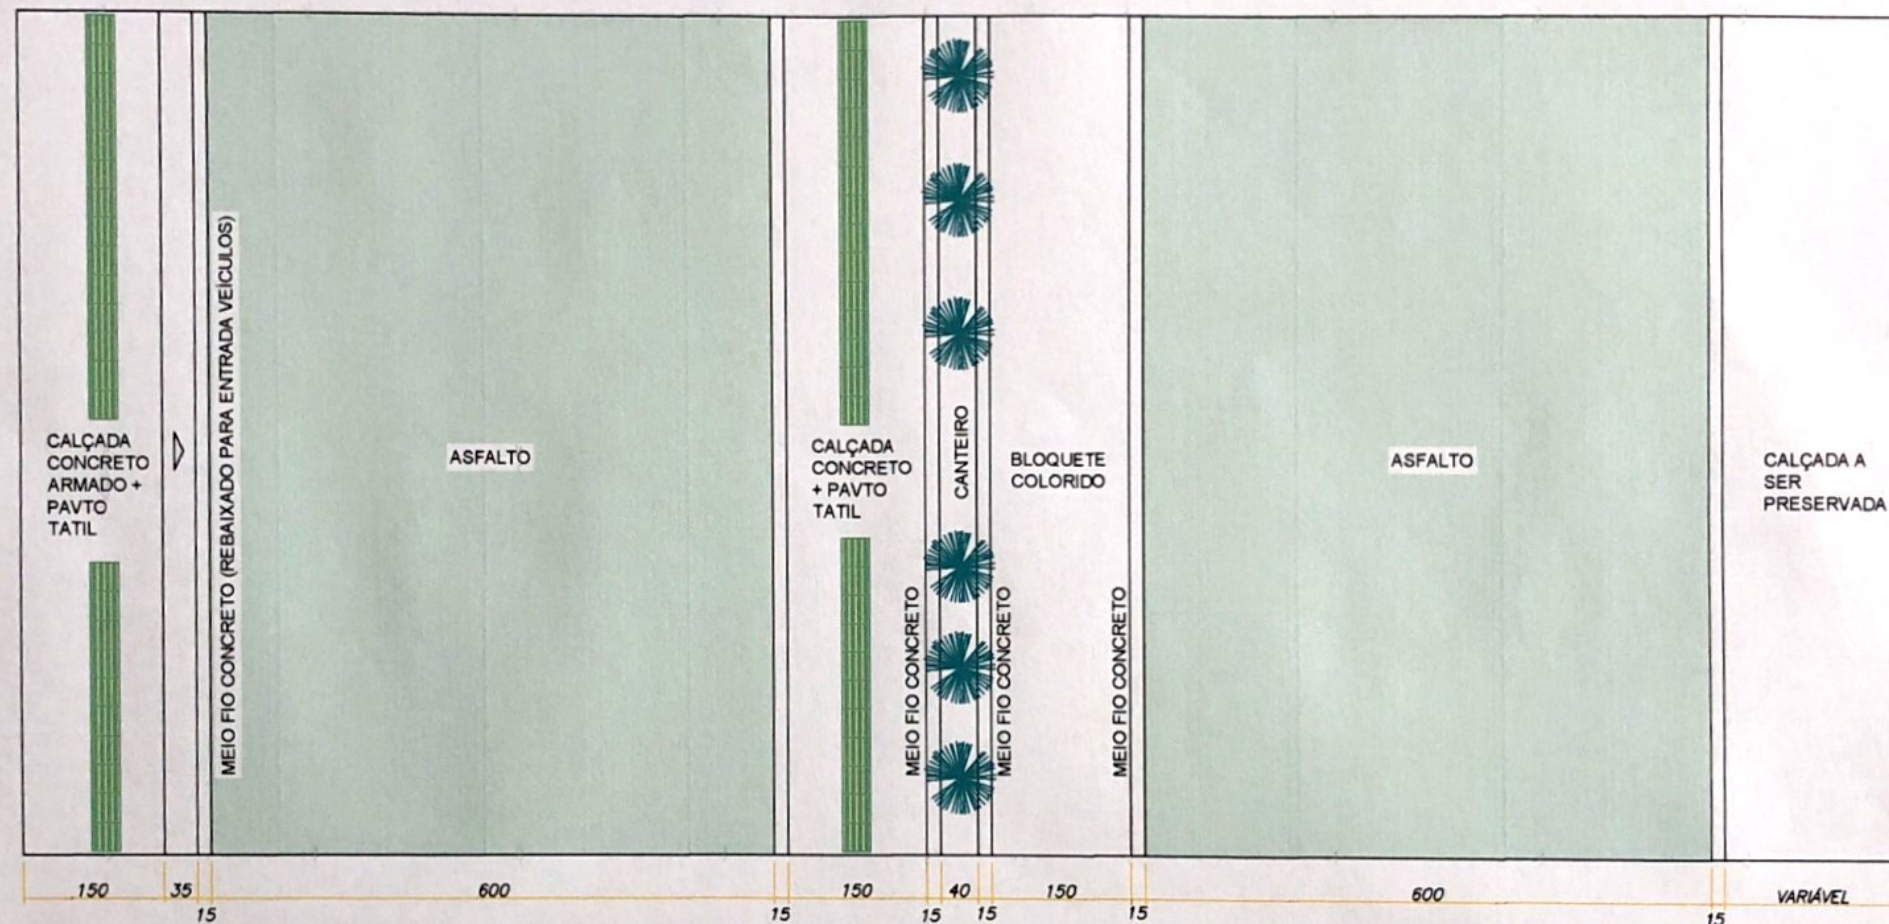 CALÇADA
CONCRETO
ARMADO +
PAVTO
TATIL
MEIO FIO CONCRETO (REBAIXADO PARA ENTRADA VEÍCULOS)
ASFALTO
CALÇADA
CONCRETO
+ PAVTO
TATIL
MEIO FIO CONCRETO
CANTEIRO
MEIO FIO CONCRETO
BLOQUETE
COLORIDO
MEIO FIO CONCRETO
ASFALTO
CALÇADA A
SER
PRESERVADA
150 35 600 150 40 150 600 VARIÁVEL
15 15 15 15 15 15